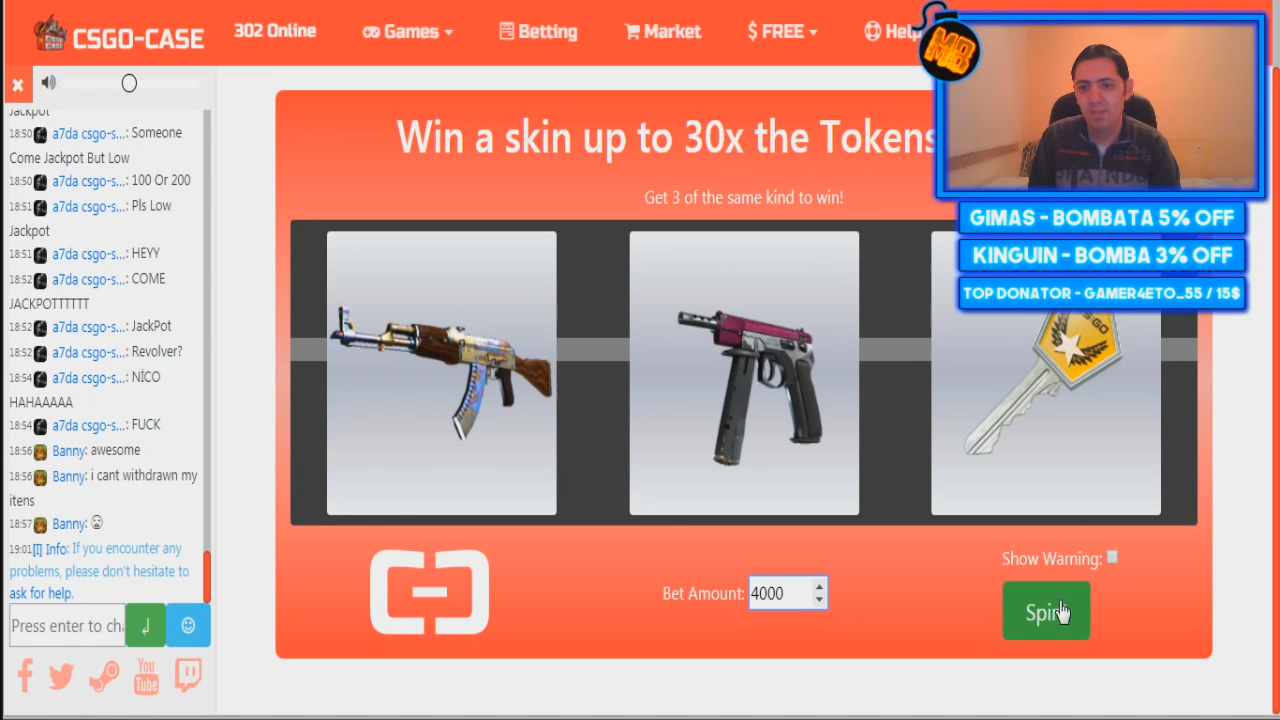 CSGO-CASE
302 Online
Games
Betting
Market
$ FREE
Help
Jackpot
18:50 a7da csgo-s...: Someone
Come Jackpot But Low
18:50 a7da csgo-s...: 100 Or 200
18:51 a7da csgo-s...: Pls Low
Jackpot
18:51 a7da csgo-s...: HEYY
18:52 a7da csgo-s...: COME
JACKPOTTTTTT
18:52 a7da csgo-s...: JackPot
18:52 a7da csgo-s...: Revolver?
18:54 a7da csgo-s...: NİCO
HAHAAAAA
18:54 a7da csgo-s...: FUCK
18:56 Banny: awesome
18:56 Banny: i cant withdrawn my
itens
18:57 Banny:
19:01[I] Info: If you encounter any
problems, please don't hesitate to
ask for help.
Press enter to cha
You
Tube
Win a skin up to 30x the Tokens
Get 3 of the same kind to win!
Bet Amount: 4000
Show Warning:
Spin
GIMAS - BOMBATA 5% OFF
KINGUIN - BOMBA 3% OFF
TOP DONATOR - GAMER4ETO_55 / 15$